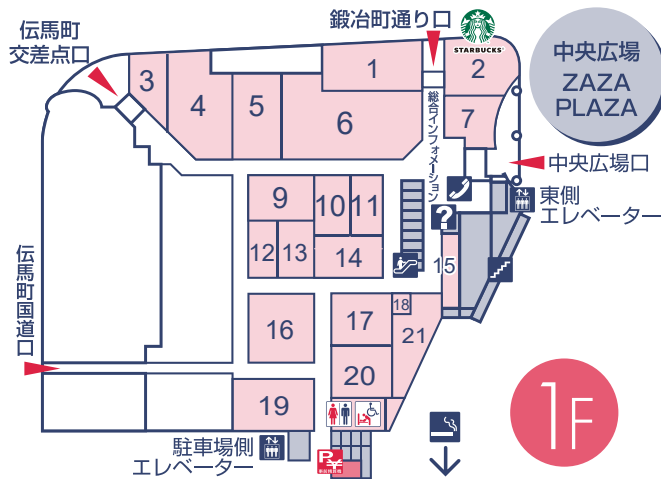 伝馬町
交差点口
鍛冶町通り口
STARBUCKS
中央広場
ZAZA
PLAZA
3
4
5
1
2
6
7
総合インフォメーション
中央広場口
東側
エレベーター
?
9
10
11
12
13
14
15
伝馬町国道口
16
17
18
21
20
19
駐車場側
エレベーター
P
¥
1F